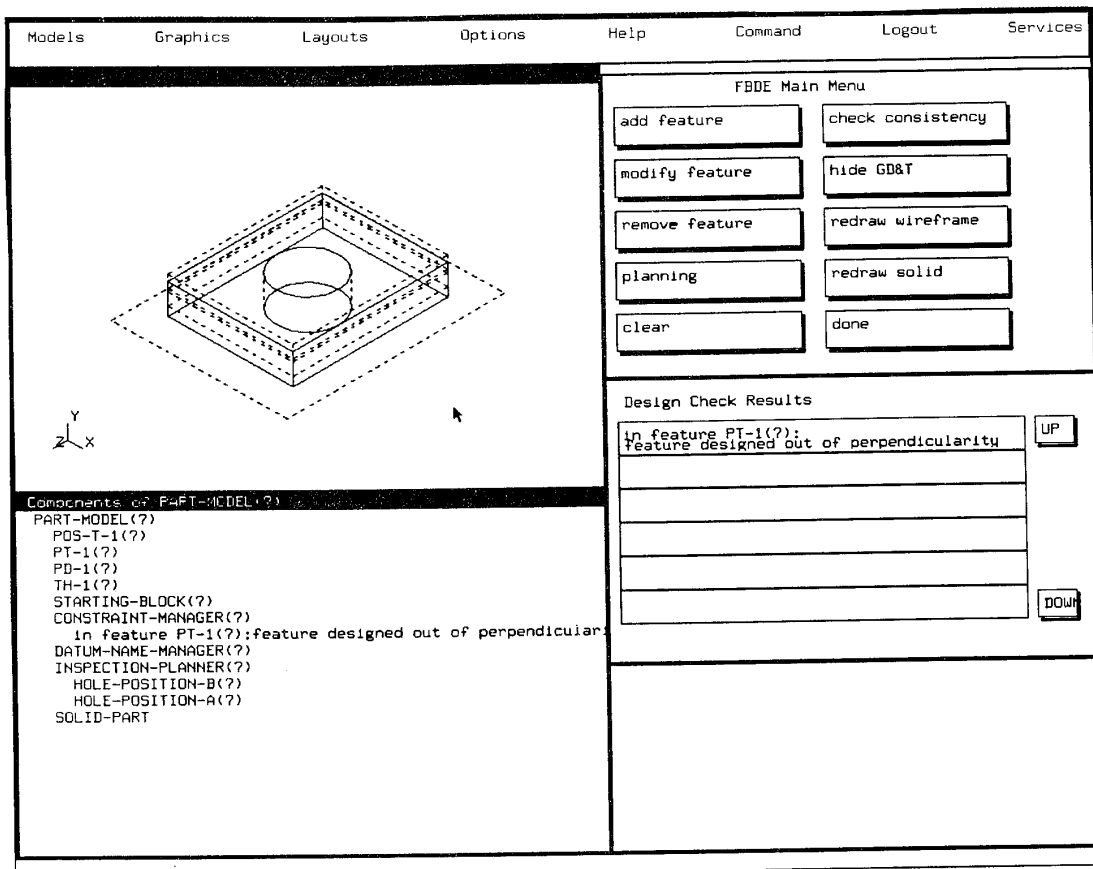 Models Graphics Layouts Options Help Command Logout Services
FBDE Main Menu
add feature check consistency
modify feature hide GD&T
remove feature redraw wireframe
planning redraw solid
clear done
Y
Z X
Design Check Results
in feature PT-1(?):
feature designed out of perpendicularity
UP
DOWN
Components of PART-MODEL(?)
PART-MODEL(?)
POS-T-1(?)
PT-1(?)
PD-1(?)
TH-1(?)
STARTING-BLOCK(?)
CONSTRAINT-MANAGER(?)
in feature PT-1(?):feature designed out of perpendiculari
DATUM-NAME-MANAGER(?)
INSPECTION-PLANNER(?)
HOLE-POSITION-B(?)
HOLE-POSITION-A(?)
SOLID-PART